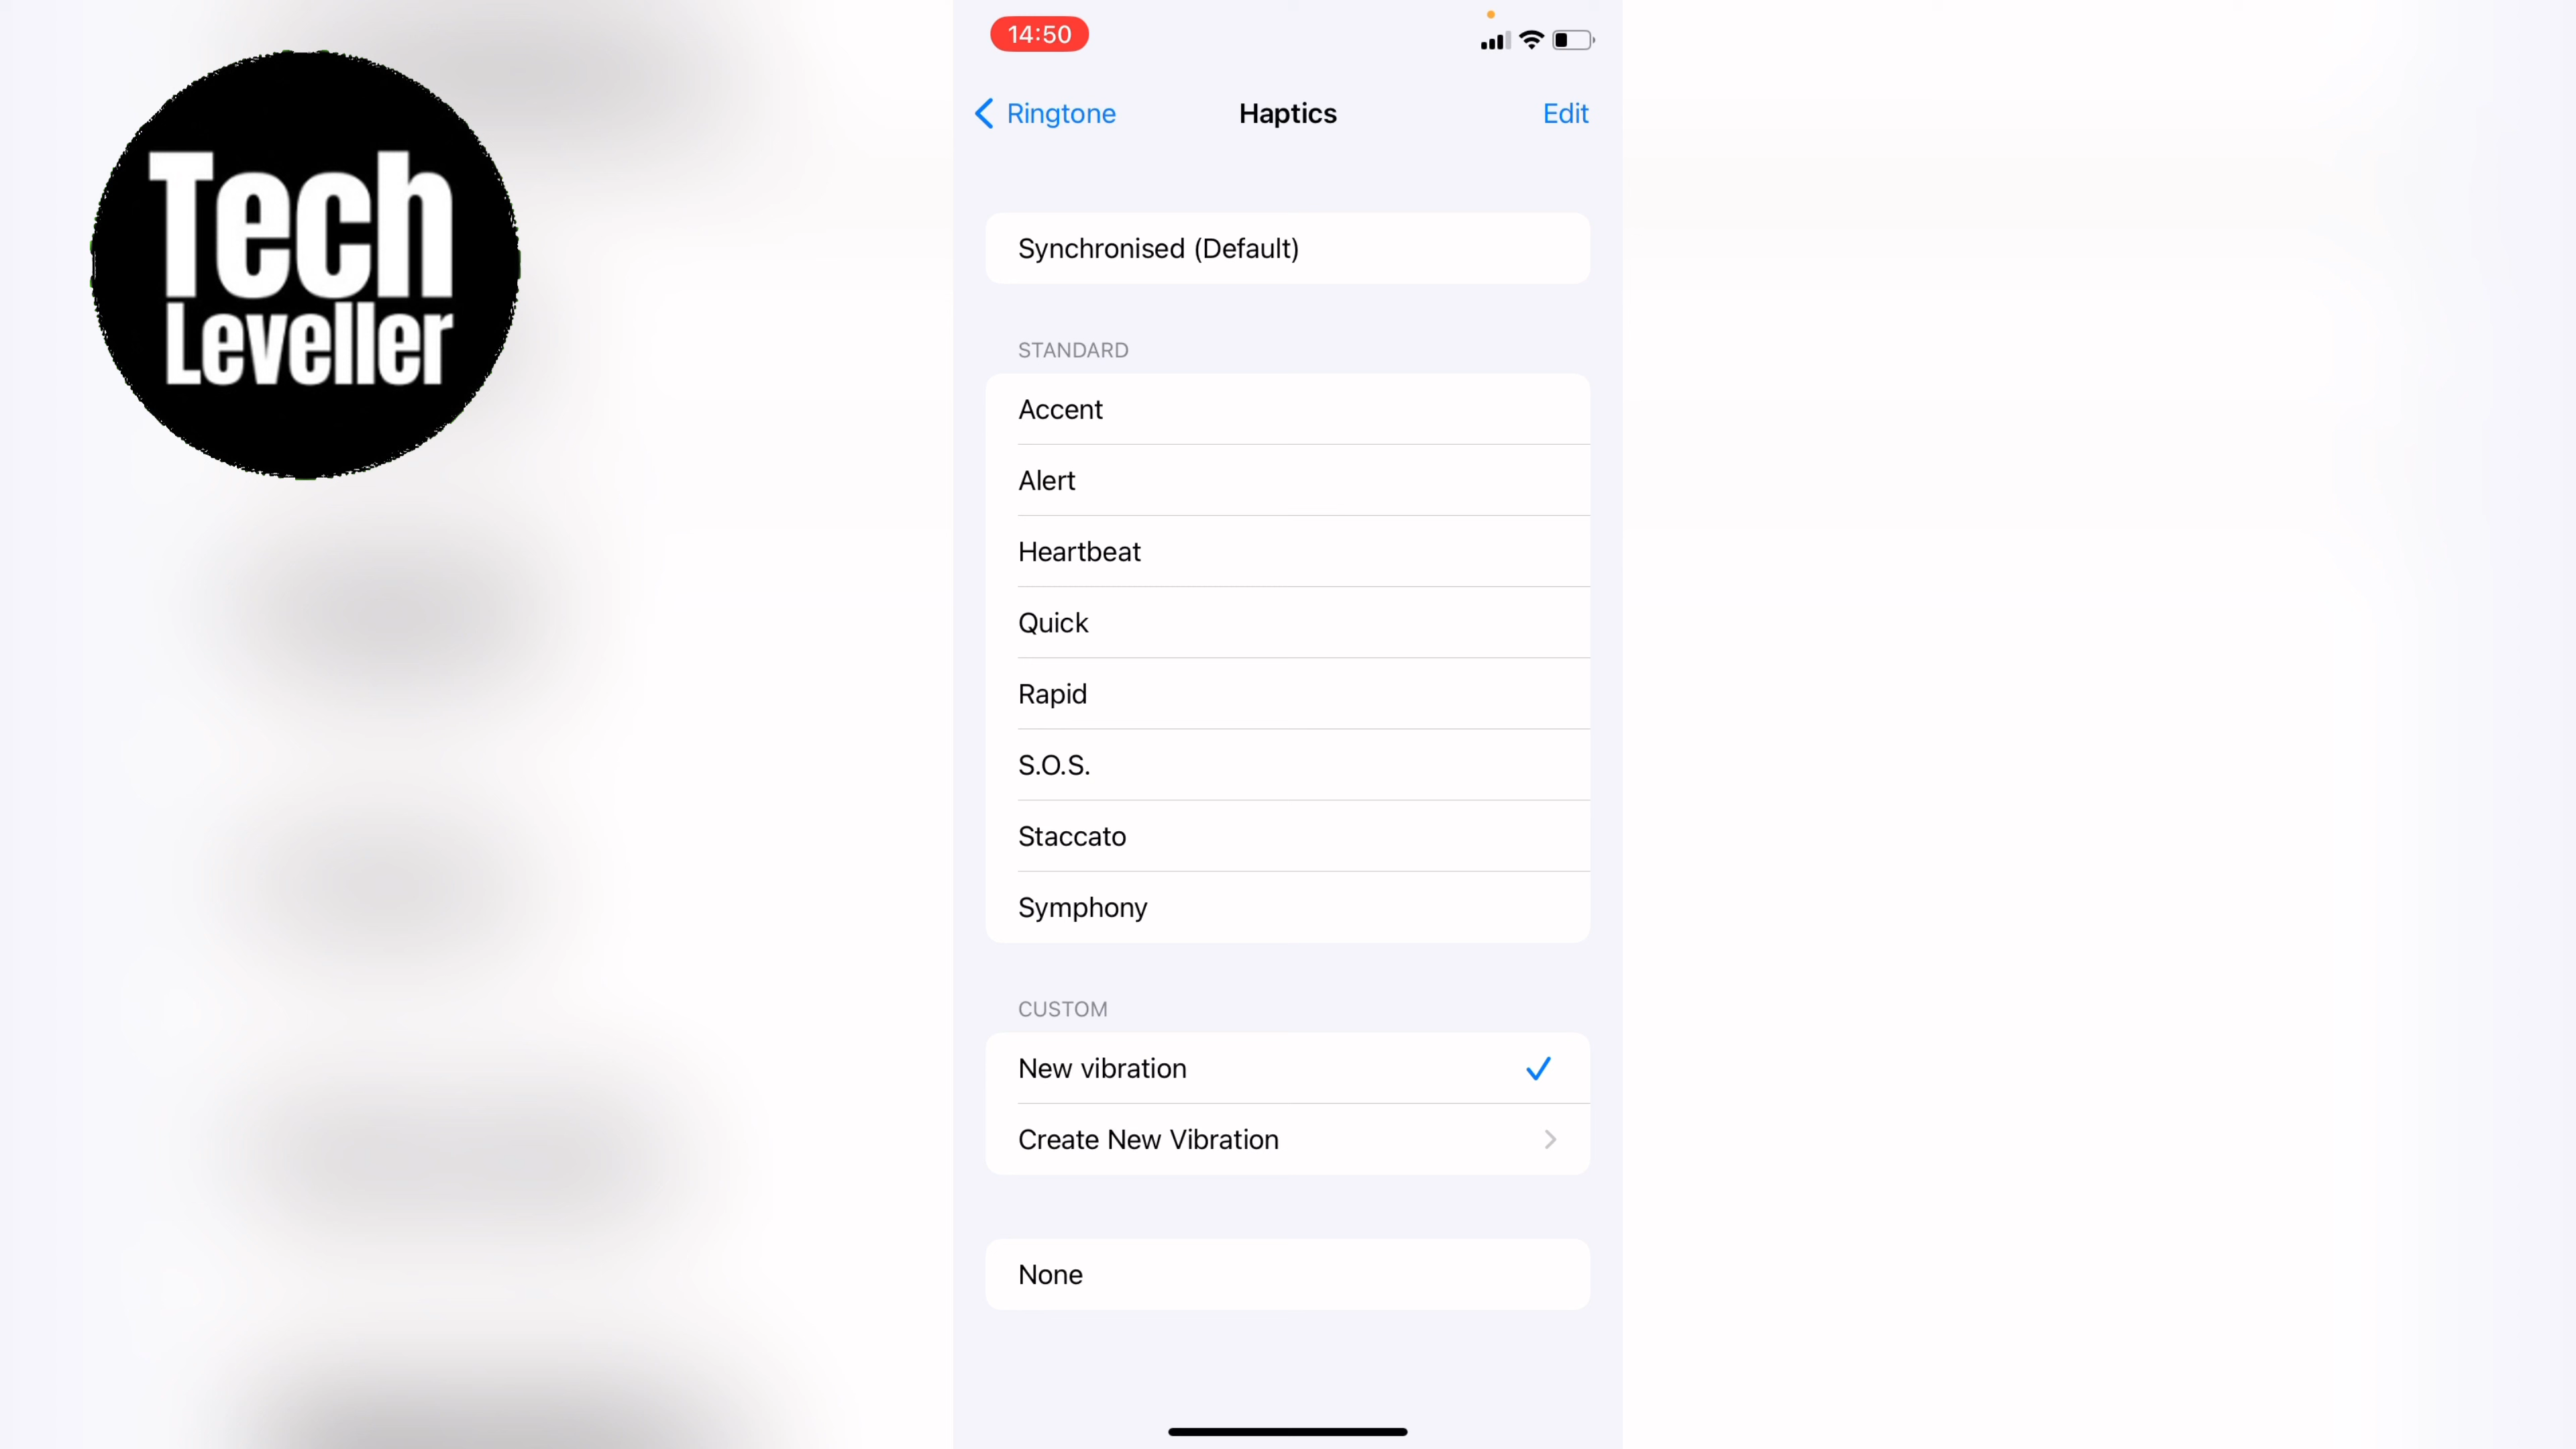 Tech
Leveller
14:50
Ringtone
Haptics
Edit
Synchronised (Default)
STANDARD
Accent
Alert
Heartbeat
Quick
Rapid
S.O.S.
Staccato
Symphony
CUSTOM
New vibration
Create New Vibration
None